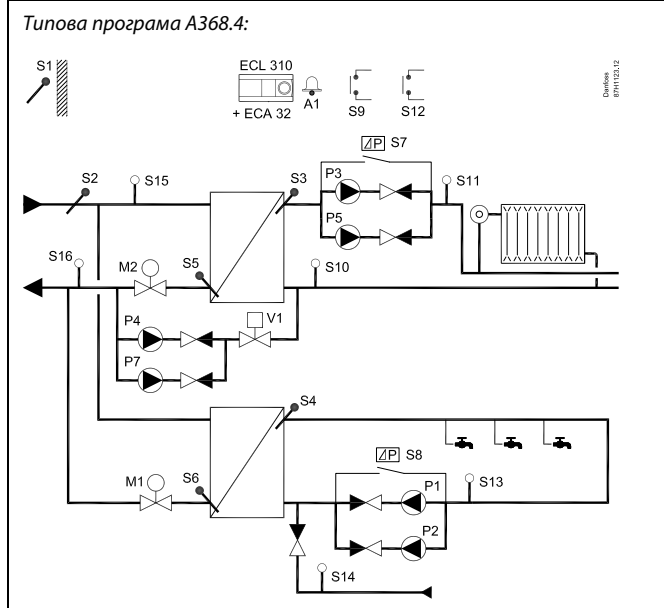 Типова програма A368.4:
S1
ECL 310
+ ECA 32
A1
S9
S12
Danfoss
87H1123.12
S2
S15
S3
⊿P S7
P3
P5
S11
S16
M2
S5
S10
P4
V1
P7
S4
M1
S6
⊿P S8
P1
P2
S13
S14